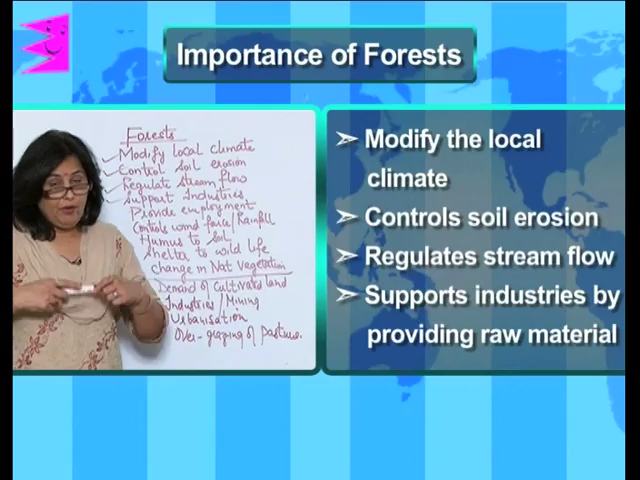 Importance of Forests
Forests
Modify local climate
Control soil erosion
Regulate stream flow
Support Industries
Provide employment
Controls wind force/Rainfall
Humus to soil
Shelter to wild life
change in Nat Vegetation
Demand of Cultivated land
Industries/Mining
Urbanisation
Over-grazing of Pastures.
➢ Modify the local
climate
➢ Controls soil erosion
➢ Regulates stream flow
➢ Supports industries by
providing raw material